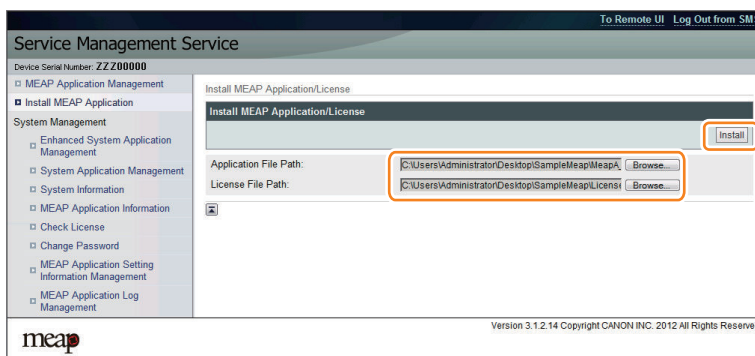 To Remote UI Log Out from SM
Service Management Service
Device Serial Number: ZZZ00000
MEAP Application Management
Install MEAP Application
System Management
Enhanced System Application
Management
System Application Management
System Information
MEAP Application Information
Check License
Change Password
MEAP Application Setting
Information Management
MEAP Application Log
Management
Install MEAP Application/License
Install MEAP Application/License
Install
Application File Path: C:\Users\Administrator\Desktop\SampleMeap\MeapA_ Browse...
License File Path: C:\Users\Administrator\Desktop\SampleMeap\License Browse...
Version 3.1.2.14 Copyright CANON INC. 2012 All Rights Reserve
meap